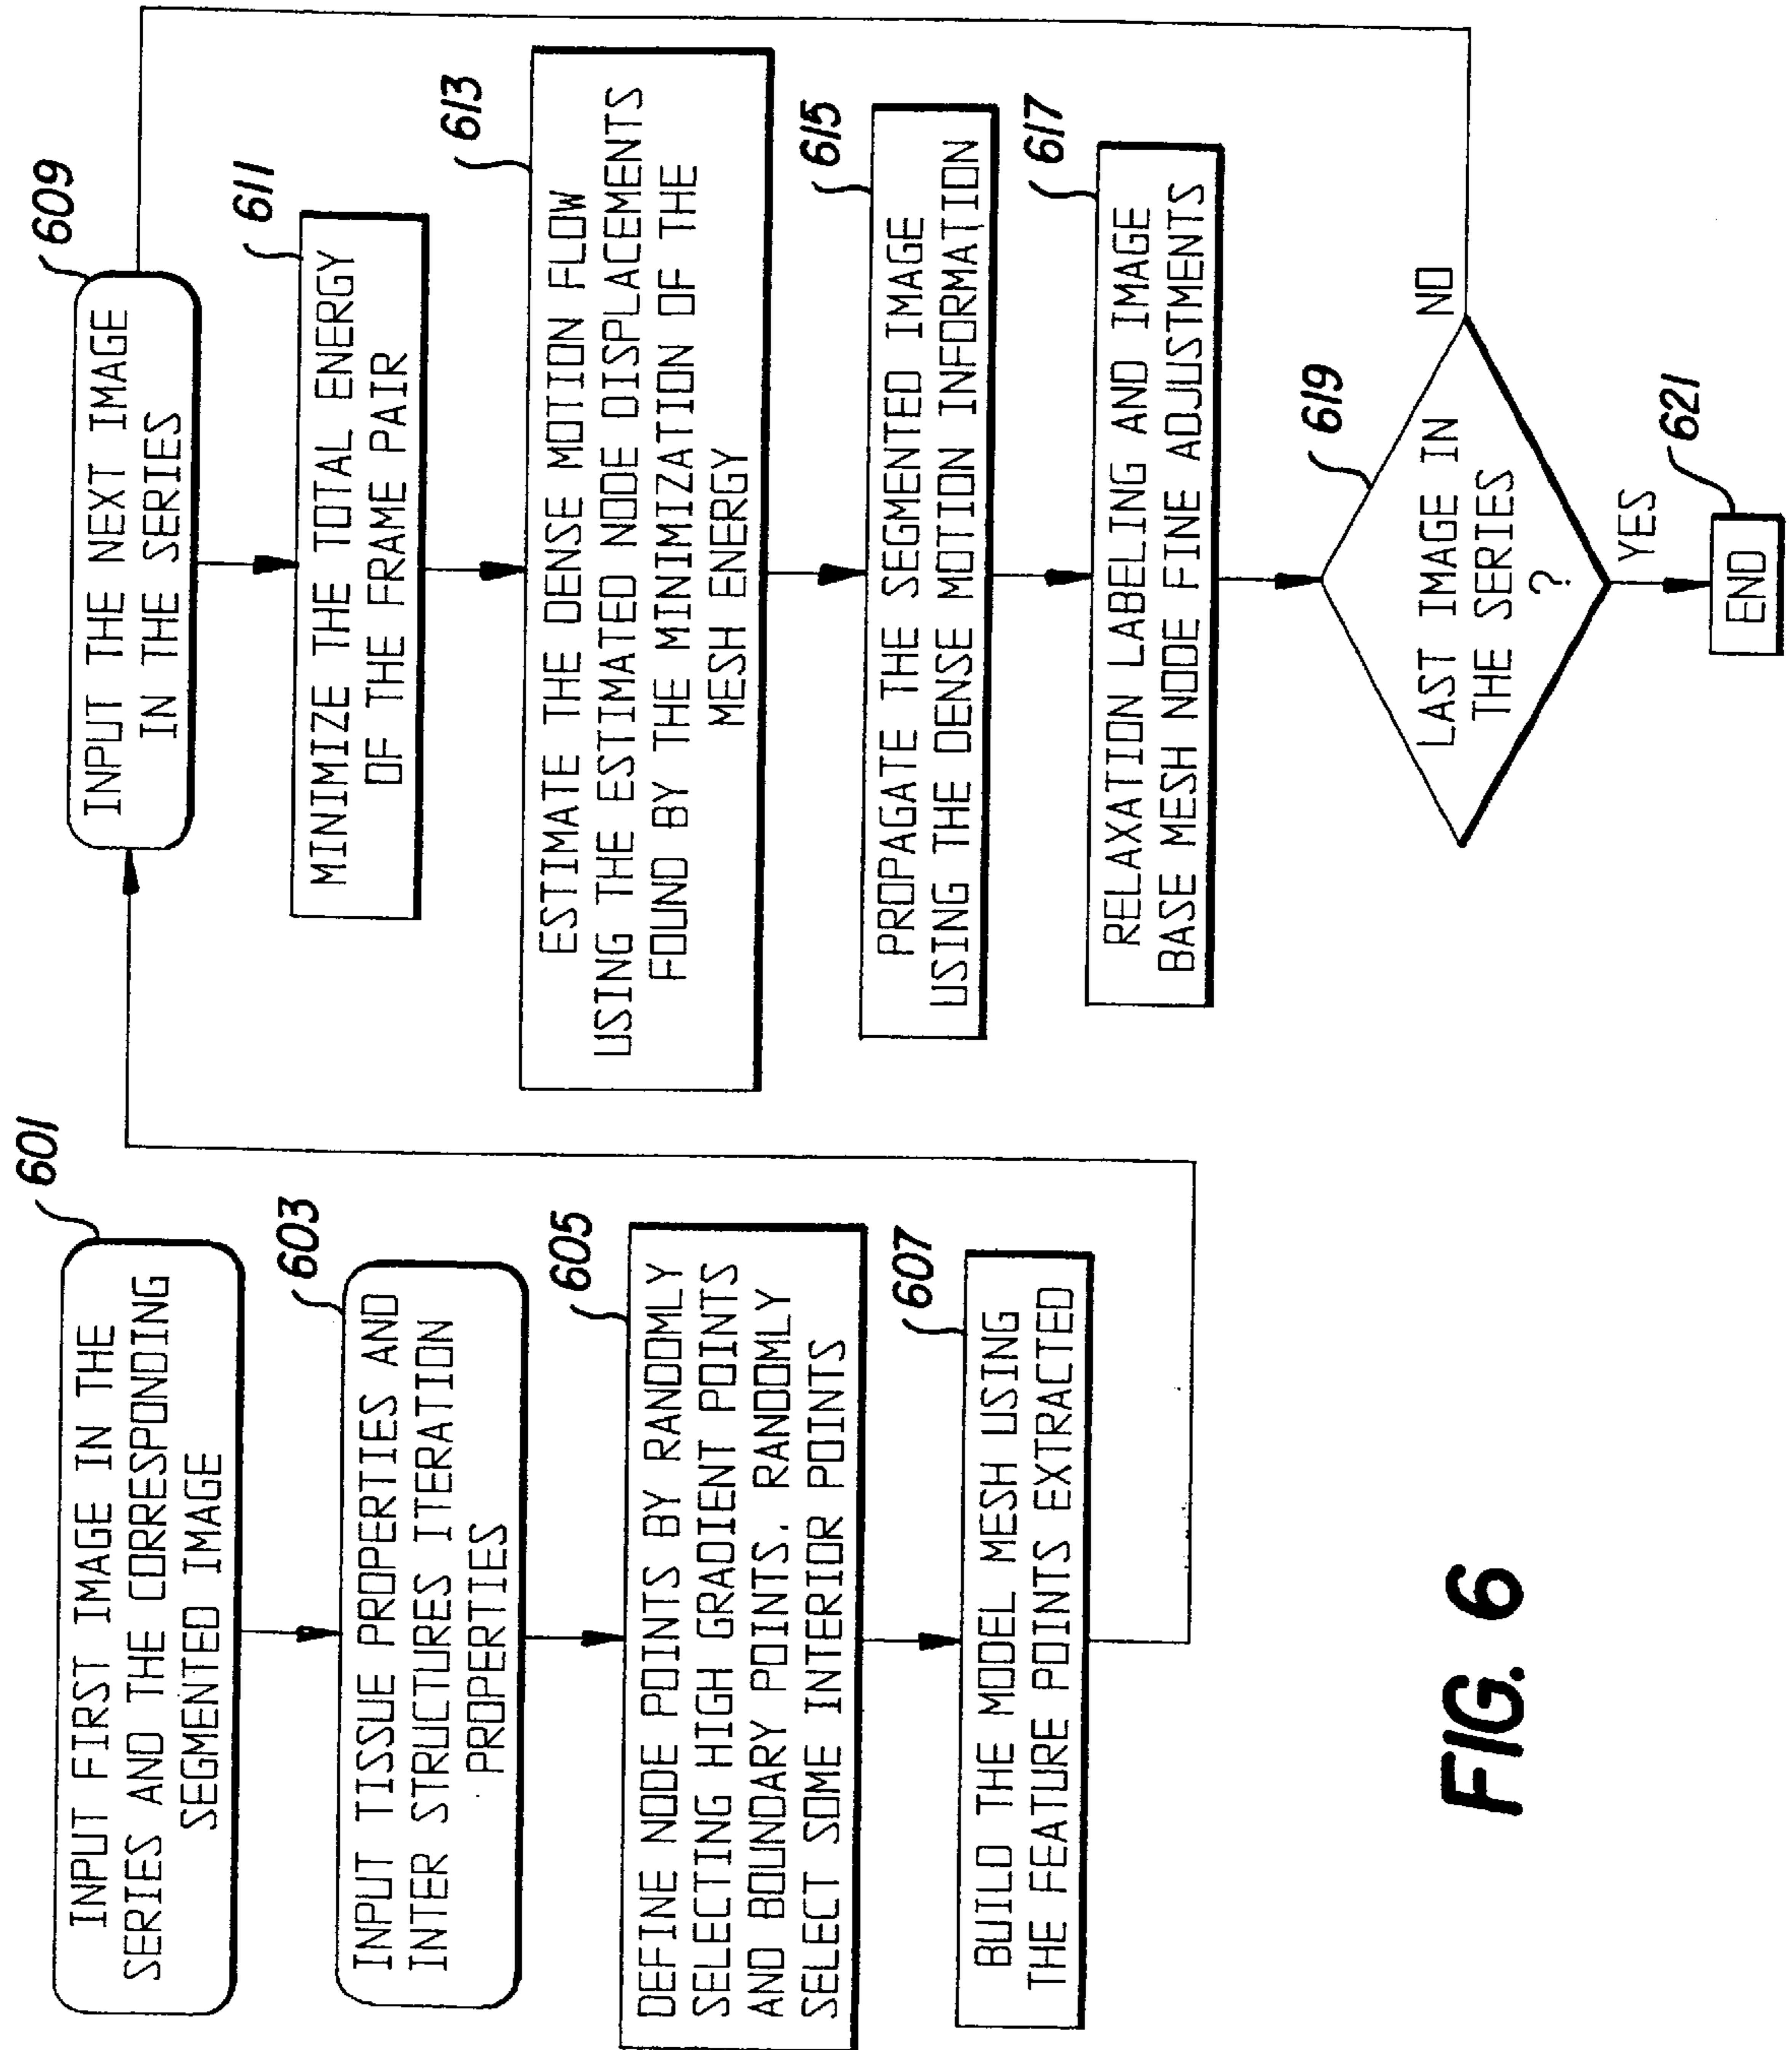 601
INPUT FIRST IMAGE IN THE
SERIES AND THE CORRESPONDING
SEGMENTED IMAGE
603
INPUT TISSUE PROPERTIES AND
INTER STRUCTURES ITERATION
PROPERTIES
605
DEFINE NODE POINTS BY RANDOMLY
SELECTING HIGH GRADIENT POINTS
AND BOUNDARY POINTS. RANDOMLY
SELECT SOME INTERIOR POINTS
607
BUILD THE MODEL MESH USING
THE FEATURE POINTS EXTRACTED
609
INPUT THE NEXT IMAGE
IN THE SERIES
611
MINIMIZE THE TOTAL ENERGY
OF THE FRAME PAIR
613
ESTIMATE THE DENSE MOTION FLOW
USING THE ESTIMATED NODE DISPLACEMENTS
FOUND BY THE MINIMIZATION OF THE
MESH ENERGY
615
PROPAGATE THE SEGMENTED IMAGE
USING THE DENSE MOTION INFORMATION
617
RELAXATION LABELING AND IMAGE
BASE MESH NODE FINE ADJUSTMENTS
619
LAST IMAGE IN
THE SERIES
?
NO
YES
621
END
FIG. 6